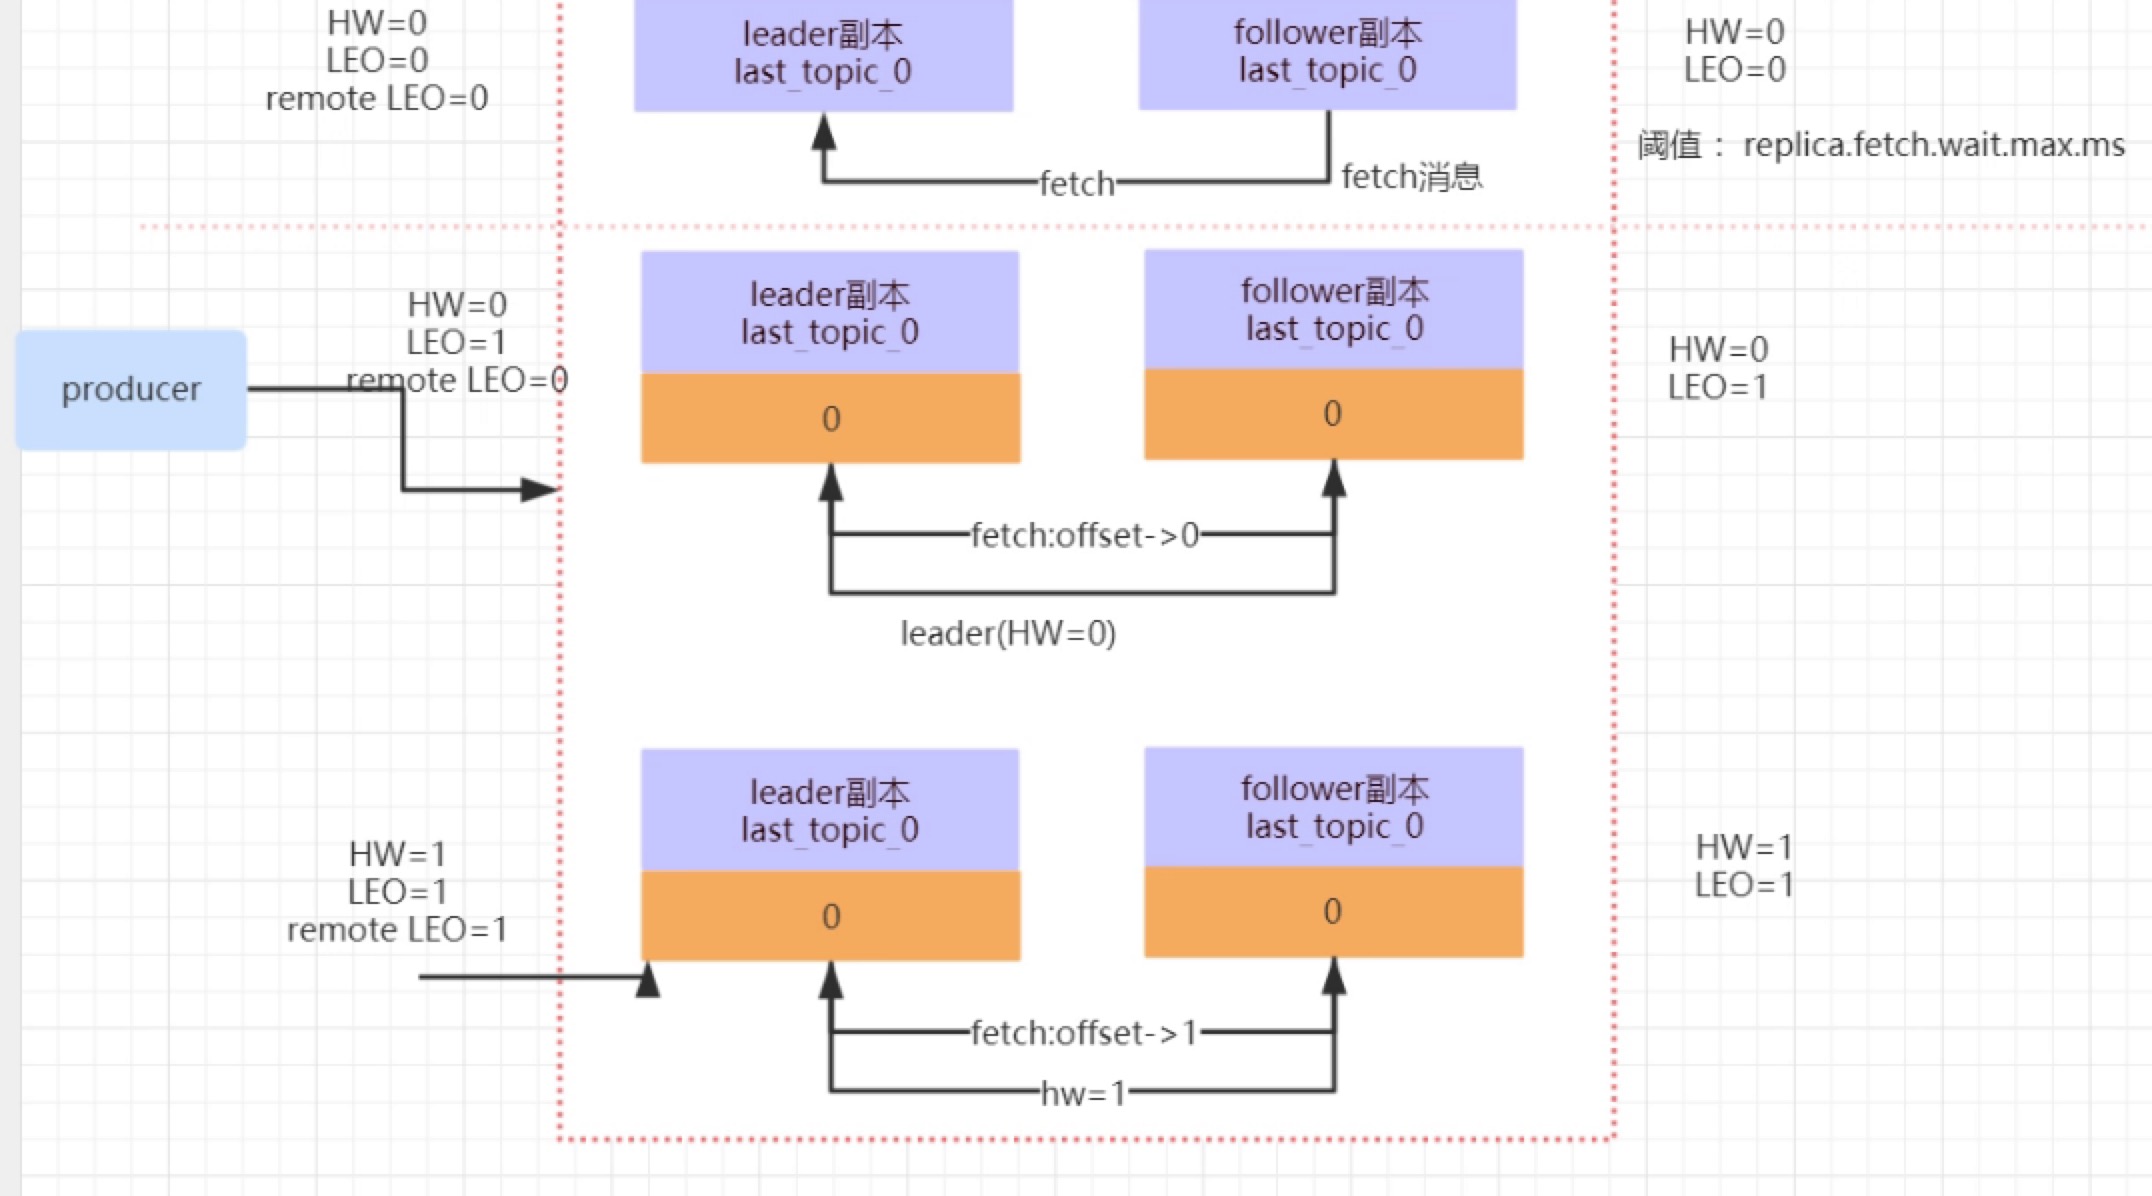 HW=0
LEO=0
remote LEO=0
leader副本
last_topic_0
follower副本
last_topic_0
HW=0
LEO=0
阈值： replica.fetch.wait.max.ms
fetch
fetch消息
producer
HW=0
LEO=1
remote LEO=0
leader副本
last_topic_0
0
follower副本
last_topic_0
0
HW=0
LEO=1
fetch:offset->0
leader(HW=0)
HW=1
LEO=1
remote LEO=1
leader副本
last_topic_0
0
follower副本
last_topic_0
0
HW=1
LEO=1
fetch:offset->1
hw=1